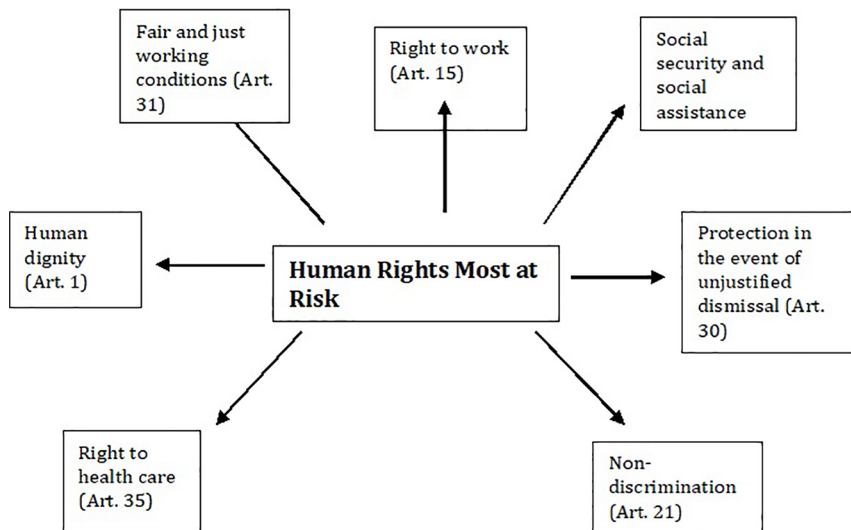 Fair and just
working
conditions (Art.
31)
Right to work
(Art. 15)
Social
security and
social
assistance
Human
dignity
(Art. 1)
Human Rights Most at
Risk
Protection in
the event of
unjustified
dismissal (Art.
30)
Right to
health care
(Art. 35)
Non-
discrimination
(Art. 21)